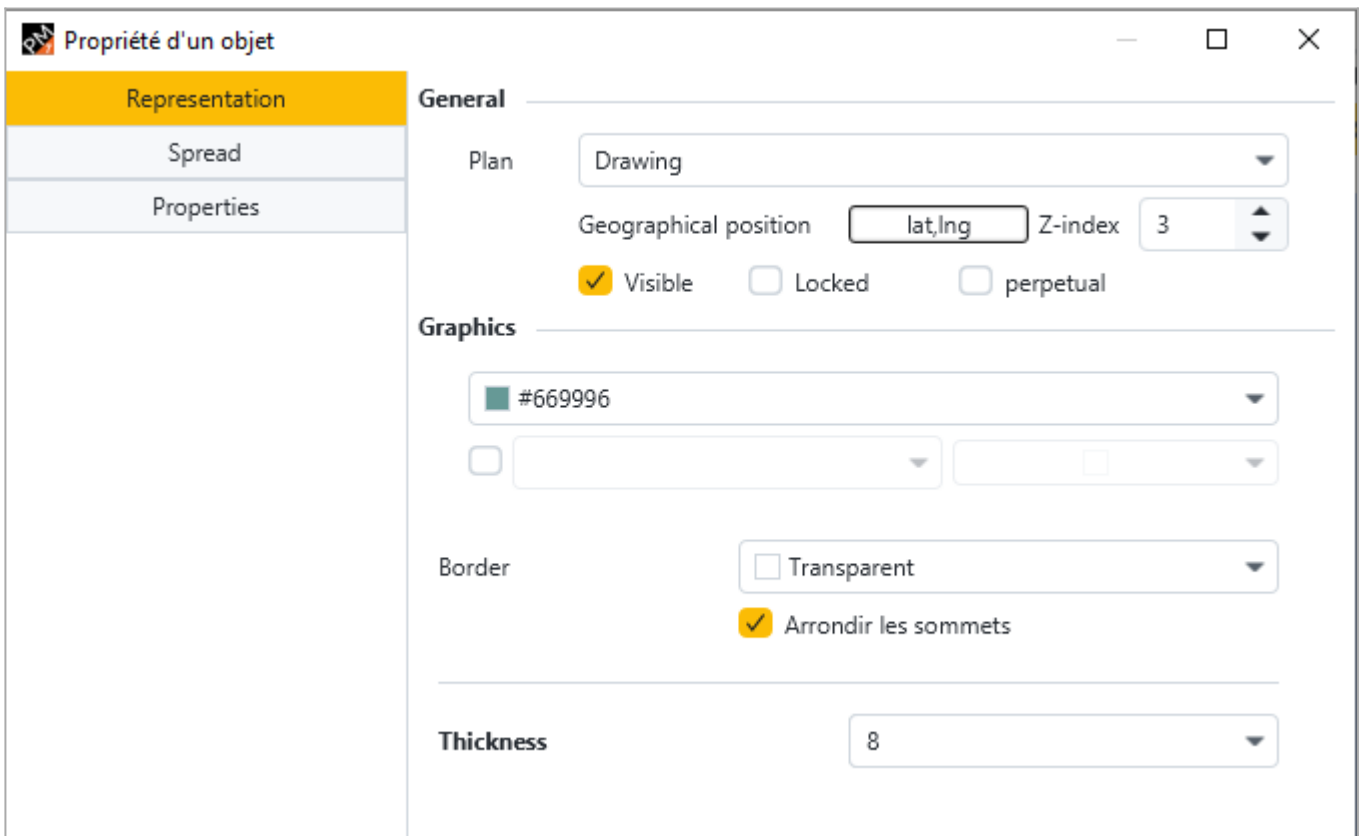 PM Propriété d'un objet
Representation
Spread
Properties
General
Plan Drawing
Geographical position lat,lng Z-index 3
Visible Locked perpetual
Graphics
#669996
Border Transparent
Arrondir les sommets
Thickness 8